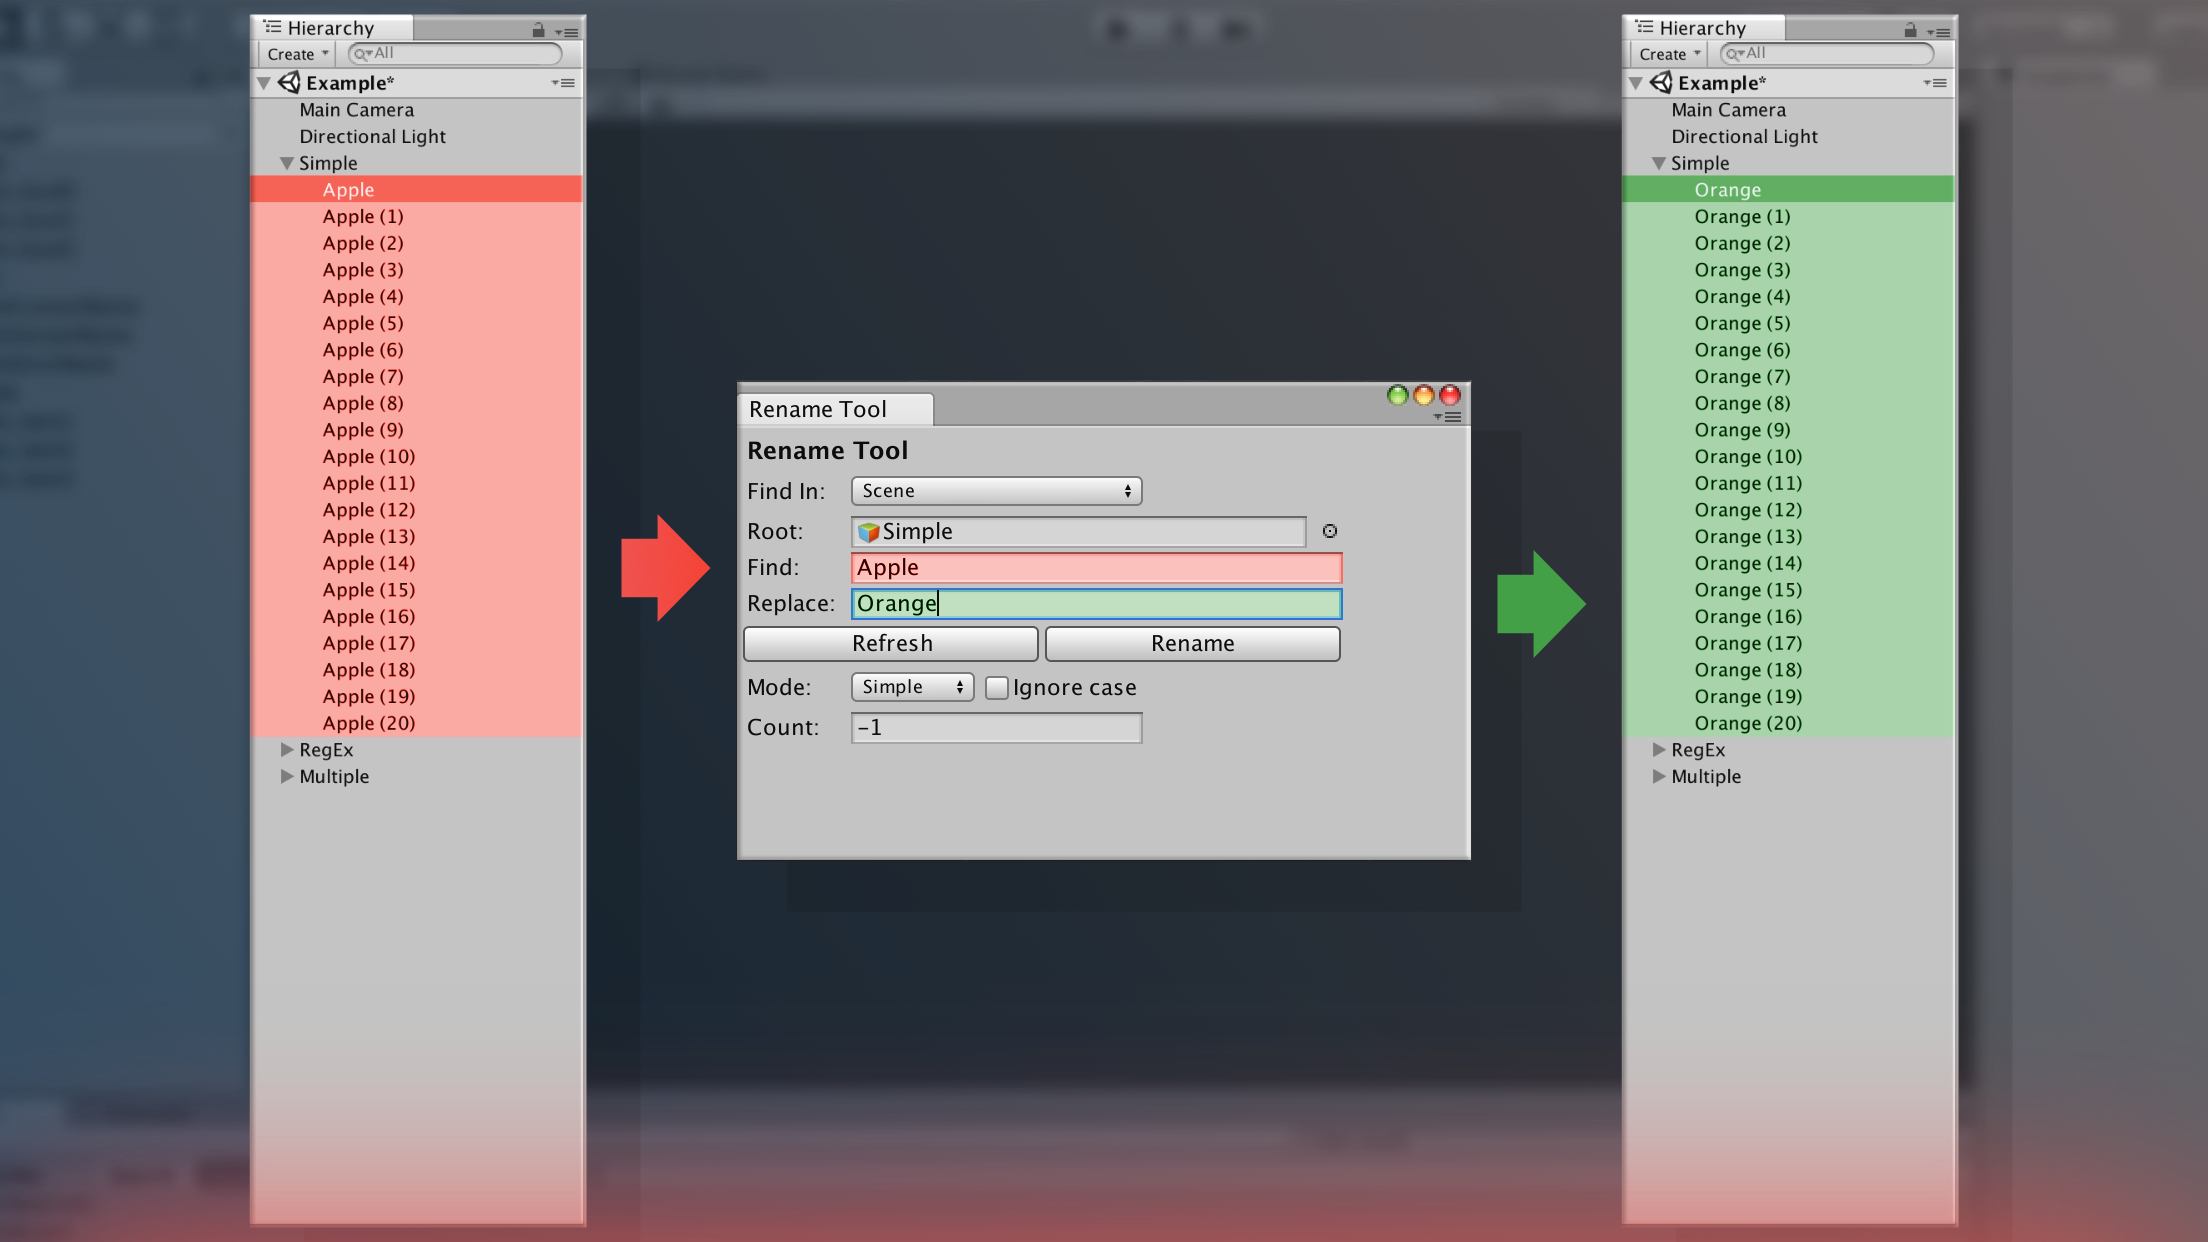 Hierarchy
Create All
Example*
Main Camera
Directional Light
Simple
Apple
Apple (1)
Apple (2)
Apple (3)
Apple (4)
Apple (5)
Apple (6)
Apple (7)
Apple (8)
Apple (9)
Apple (10)
Apple (11)
Apple (12)
Apple (13)
Apple (14)
Apple (15)
Apple (16)
Apple (17)
Apple (18)
Apple (19)
Apple (20)
RegEx
Multiple
Rename Tool
Rename Tool
Find In: Scene
Root: Simple
Find: Apple
Replace: Orange
Refresh Rename
Mode: Simple Ignore case
Count: -1
Hierarchy
Create All
Example*
Main Camera
Directional Light
Simple
Orange
Orange (1)
Orange (2)
Orange (3)
Orange (4)
Orange (5)
Orange (6)
Orange (7)
Orange (8)
Orange (9)
Orange (10)
Orange (11)
Orange (12)
Orange (13)
Orange (14)
Orange (15)
Orange (16)
Orange (17)
Orange (18)
Orange (19)
Orange (20)
RegEx
Multiple